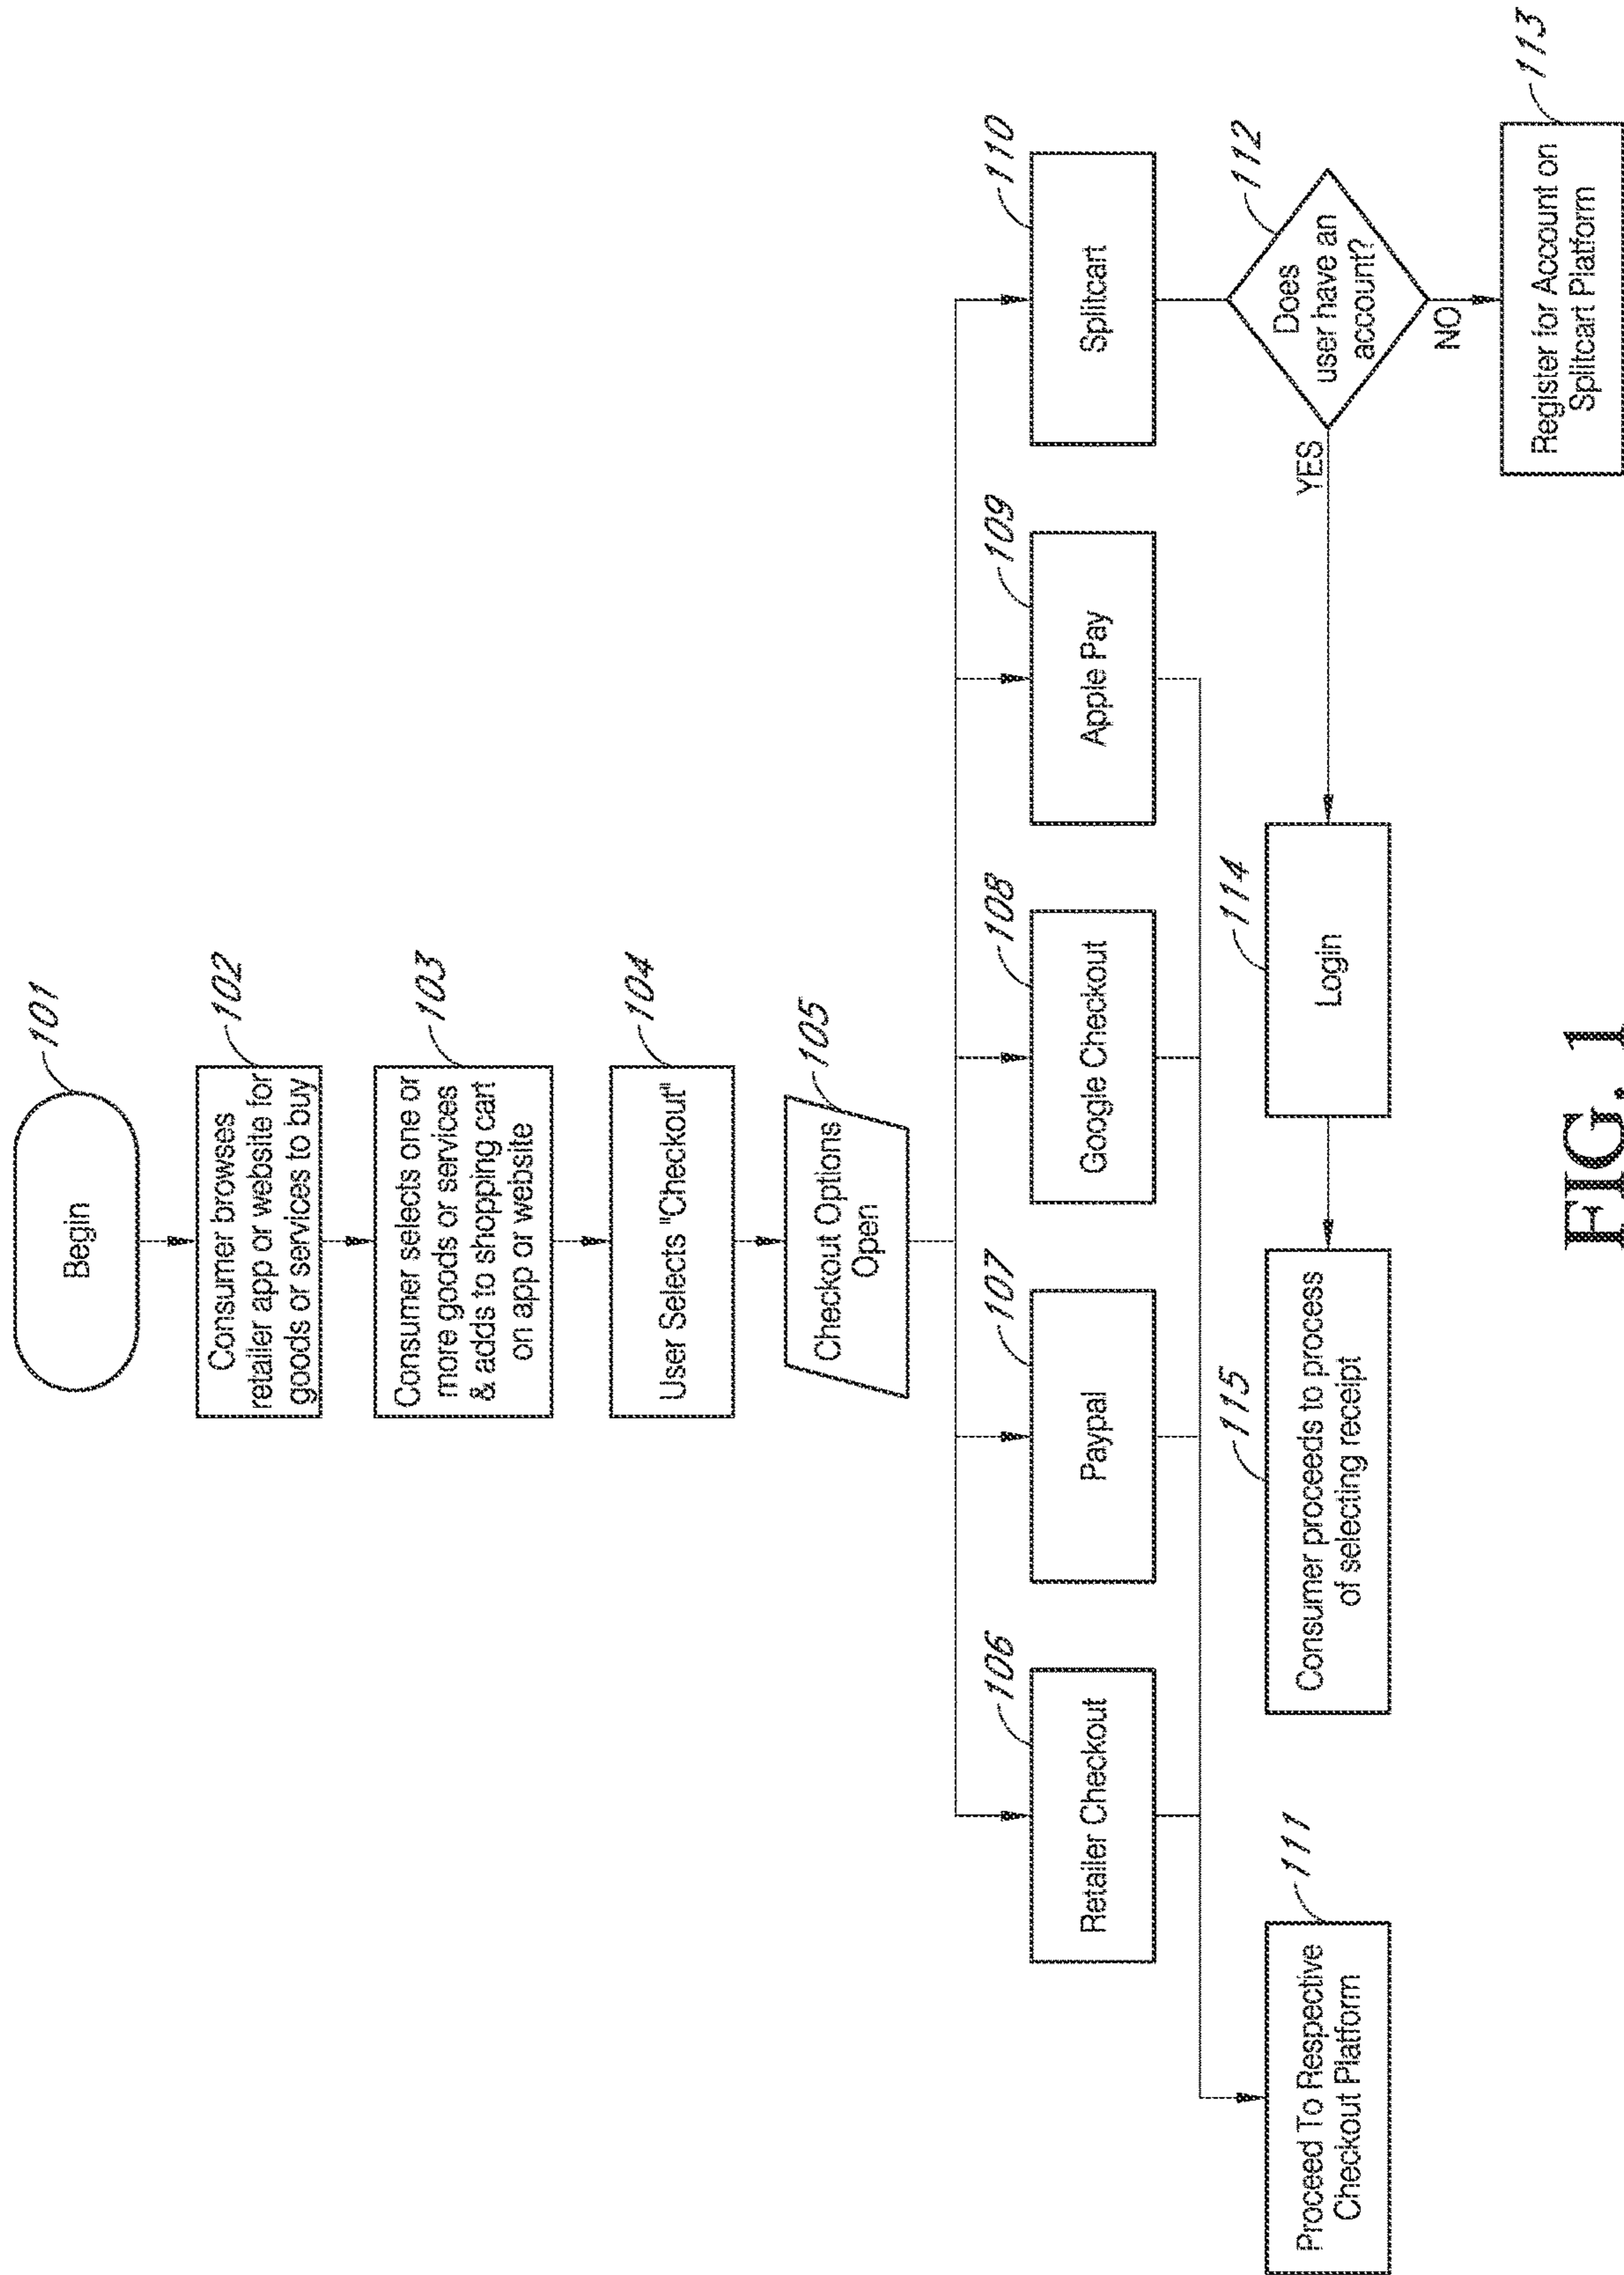 101
Begin
102
Consumer browses
retailer app or website for
goods or services to buy
103
Consumer selects one or
more goods or services
& adds to shopping cart
on app or website
104
User Selects "Checkout"
105
Checkout Options
Open
106
Retailer Checkout
107
Paypal
108
Google Checkout
109
Apple Pay
110
Splitcart
111
Proceed To Respective
Checkout Platform
115
Consumer proceeds to process
of selecting receipt
114
Login
YES
112
Does
user have an
account?
NO
113
Register for Account on
Splitcart Platform
FIG. 1